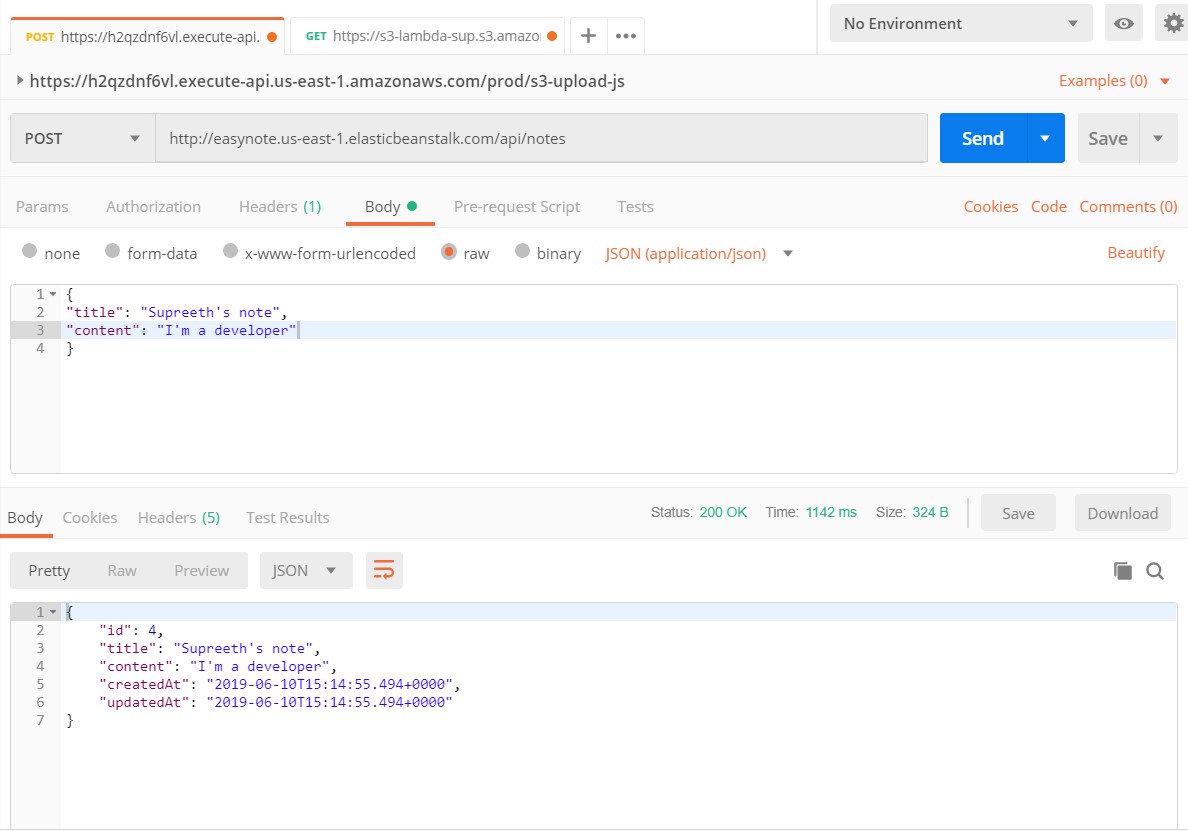 POST https://h2qzdnf6vl.execute-api. GET https://s3-lambda-sup.s3.amazo No Environment
https://h2qzdnf6vl.execute-api.us-east-1.amazonaws.com/prod/s3-upload-js Examples (0)
POST http://easynote.us-east-1.elasticbeanstalk.com/api/notes Send Save
Params Authorization Headers (1) Body Pre-request Script Tests Cookies Code Comments (0)
none form-data x-www-form-urlencoded raw binary JSON (application/json) Beautify
1 {
2 "title": "Supreeth's note",
3 "content": "I'm a developer"
4 }
Body Cookies Headers (5) Test Results Status: 200 OK Time: 1142 ms Size: 324 B Save Download
Pretty Raw Preview JSON
1 {
2 "id": 4,
3 "title": "Supreeth's note",
4 "content": "I'm a developer",
5 "createdAt": "2019-06-10T15:14:55.494+0000",
6 "updatedAt": "2019-06-10T15:14:55.494+0000"
7 }